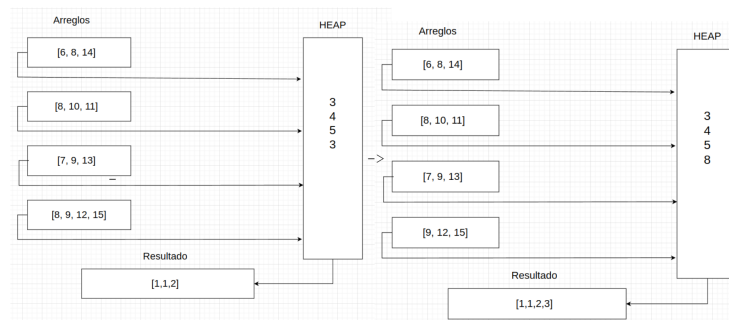 Arreglos
HEAP
[6, 8, 14]
[8, 10, 11]
[7, 9, 13]
[8, 9, 12, 15]
3
4
5
3
Resultado
[1,1,2]
->
Arreglos
HEAP
[6, 8, 14]
[8, 10, 11]
[7, 9, 13]
[9, 12, 15]
3
4
5
8
Resultado
[1,1,2,3]